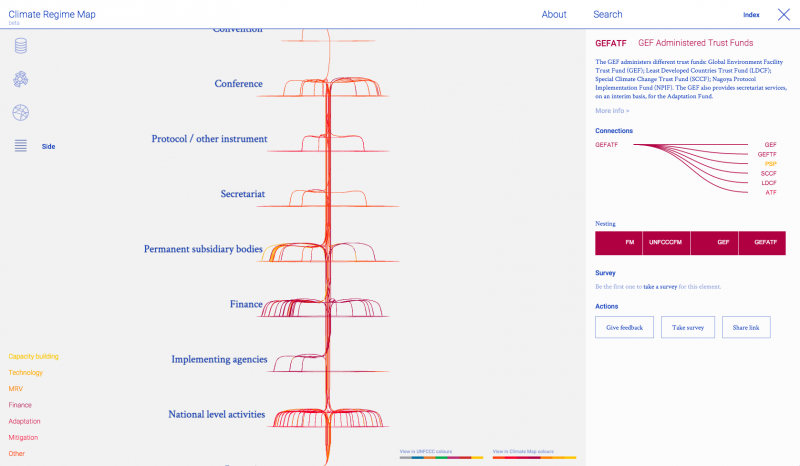 Climate Regime Map
beta
About
Search
Index
Convention
Conference
Protocol / other instrument
Side
Secretariat
Permanent subsidiary bodies
Finance
Implementing agencies
National level activities
Capacity building
Technology
MRV
Finance
Adaptation
Mitigation
Other
View in UNFCCC colours
View in Climate Map colours
GEFATF GEF Administered Trust Funds
The GEF administers different trust funds: Global Environment Facility
Trust Fund (GEF); Least Developed Countries Trust Fund (LDCF);
Special Climate Change Trust Fund (SCCF); Nagoya Protocol
Implementation Fund (NPIF). The GEF also provides secretariat services,
on an interim basis, for the Adaptation Fund.
More info »
Connections
GEFATF
GEF
GEFTF
PSP
SCCF
LDCF
ATF
Nesting
FM UNFCCCFM GEF GEFATF
Survey
Be the first one to take a survey for this element.
Actions
Give feedback Take survey Share link